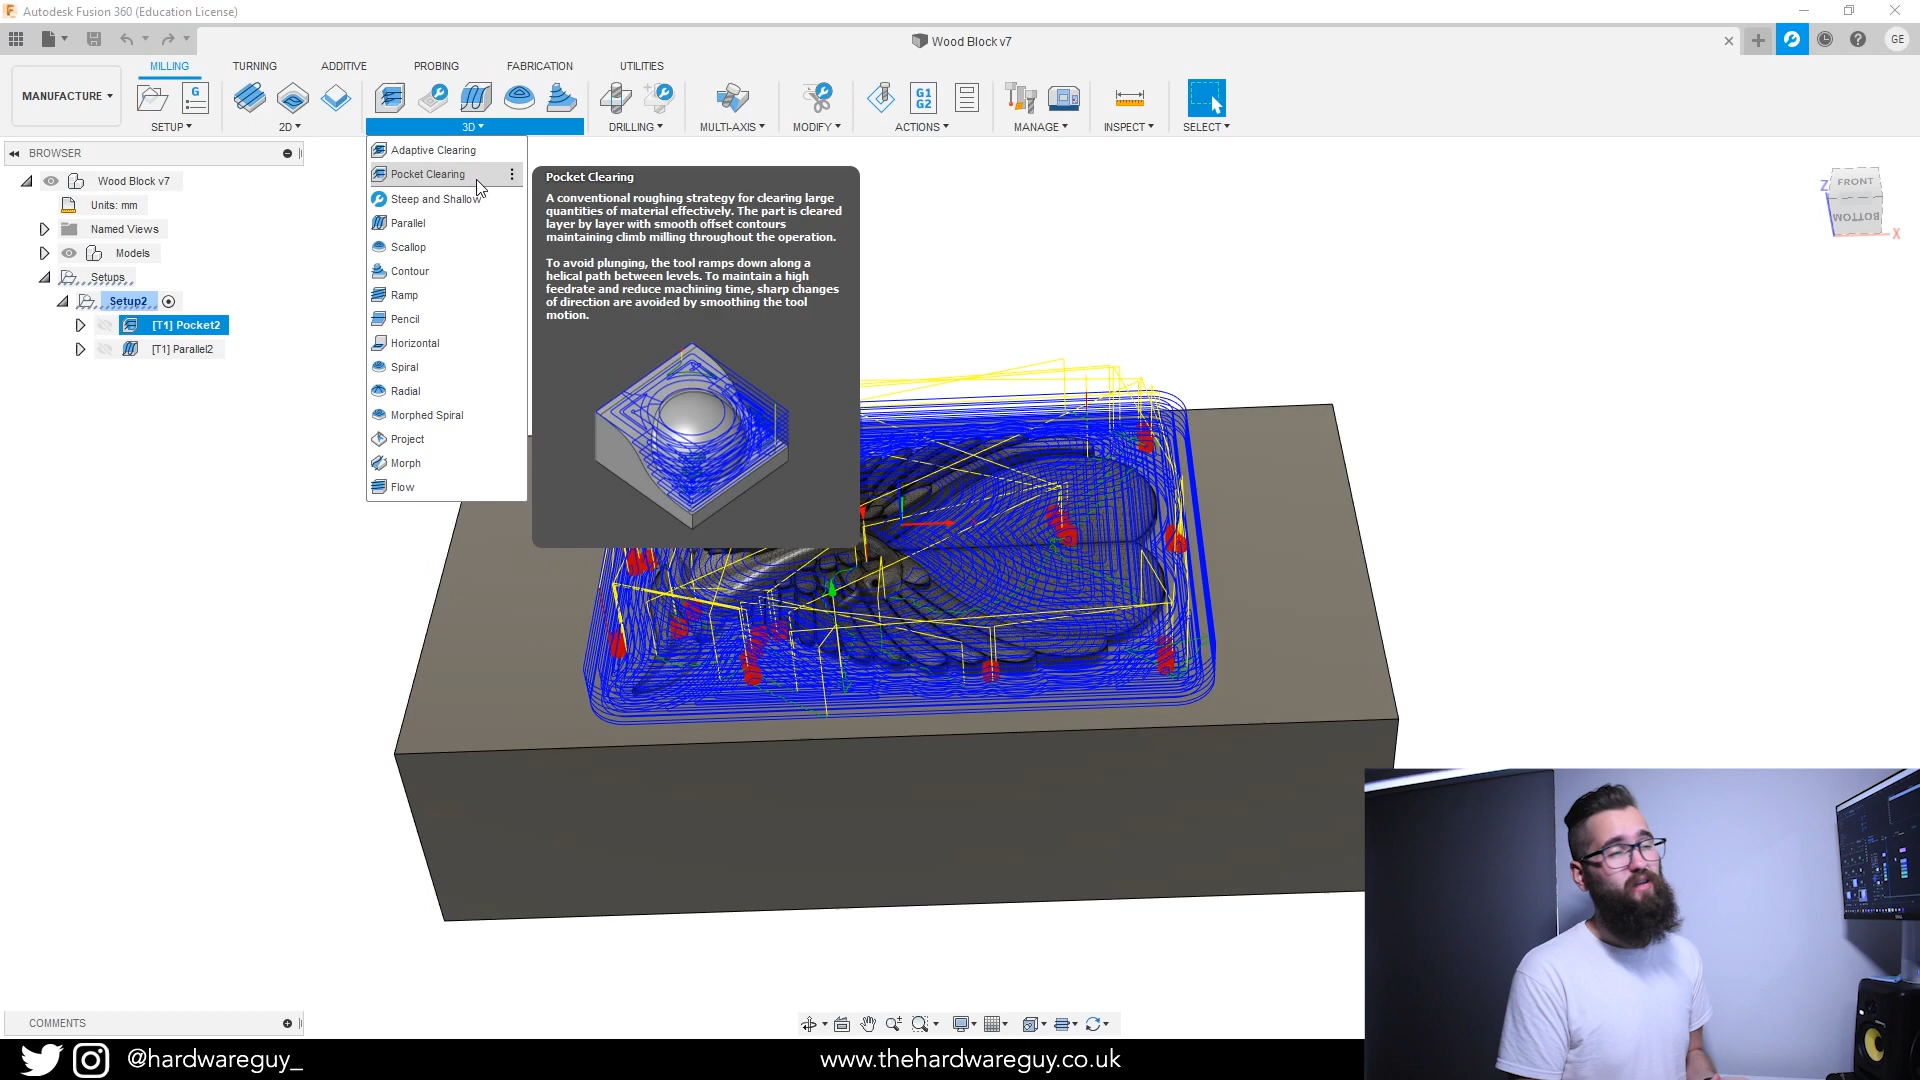 Autodesk Fusion 360 (Education License)
Wood Block v7
GE
MILLING
TURNING
ADDITIVE
PROBING
FABRICATION
UTILITIES
MANUFACTURE
G
G1
G2
SETUP
2D
3D
DRILLING
MULTI-AXIS
MODIFY
ACTIONS
MANAGE
INSPECT
SELECT
BROWSER
Wood Block v7
Units: mm
Named Views
Models
Setups
Setup2
[T1] Pocket2
[T1] Parallel2
Adaptive Clearing
Pocket Clearing
Steep and Shallow
Parallel
Scallop
Contour
Ramp
Pencil
Horizontal
Spiral
Radial
Morphed Spiral
Project
Morph
Flow
Pocket Clearing
A conventional roughing strategy for clearing large
quantities of material effectively. The part is cleared
layer by layer with smooth offset contours
maintaining climb milling throughout the operation.
To avoid plunging, the tool ramps down along a
helical path between levels. To maintain a high
feedrate and reduce machining time, sharp changes
of direction are avoided by smoothing the tool
motion.
Z
FRONT
BOTTOM
X
COMMENTS
@hardwareguy_
www.thehardwareguy.co.uk